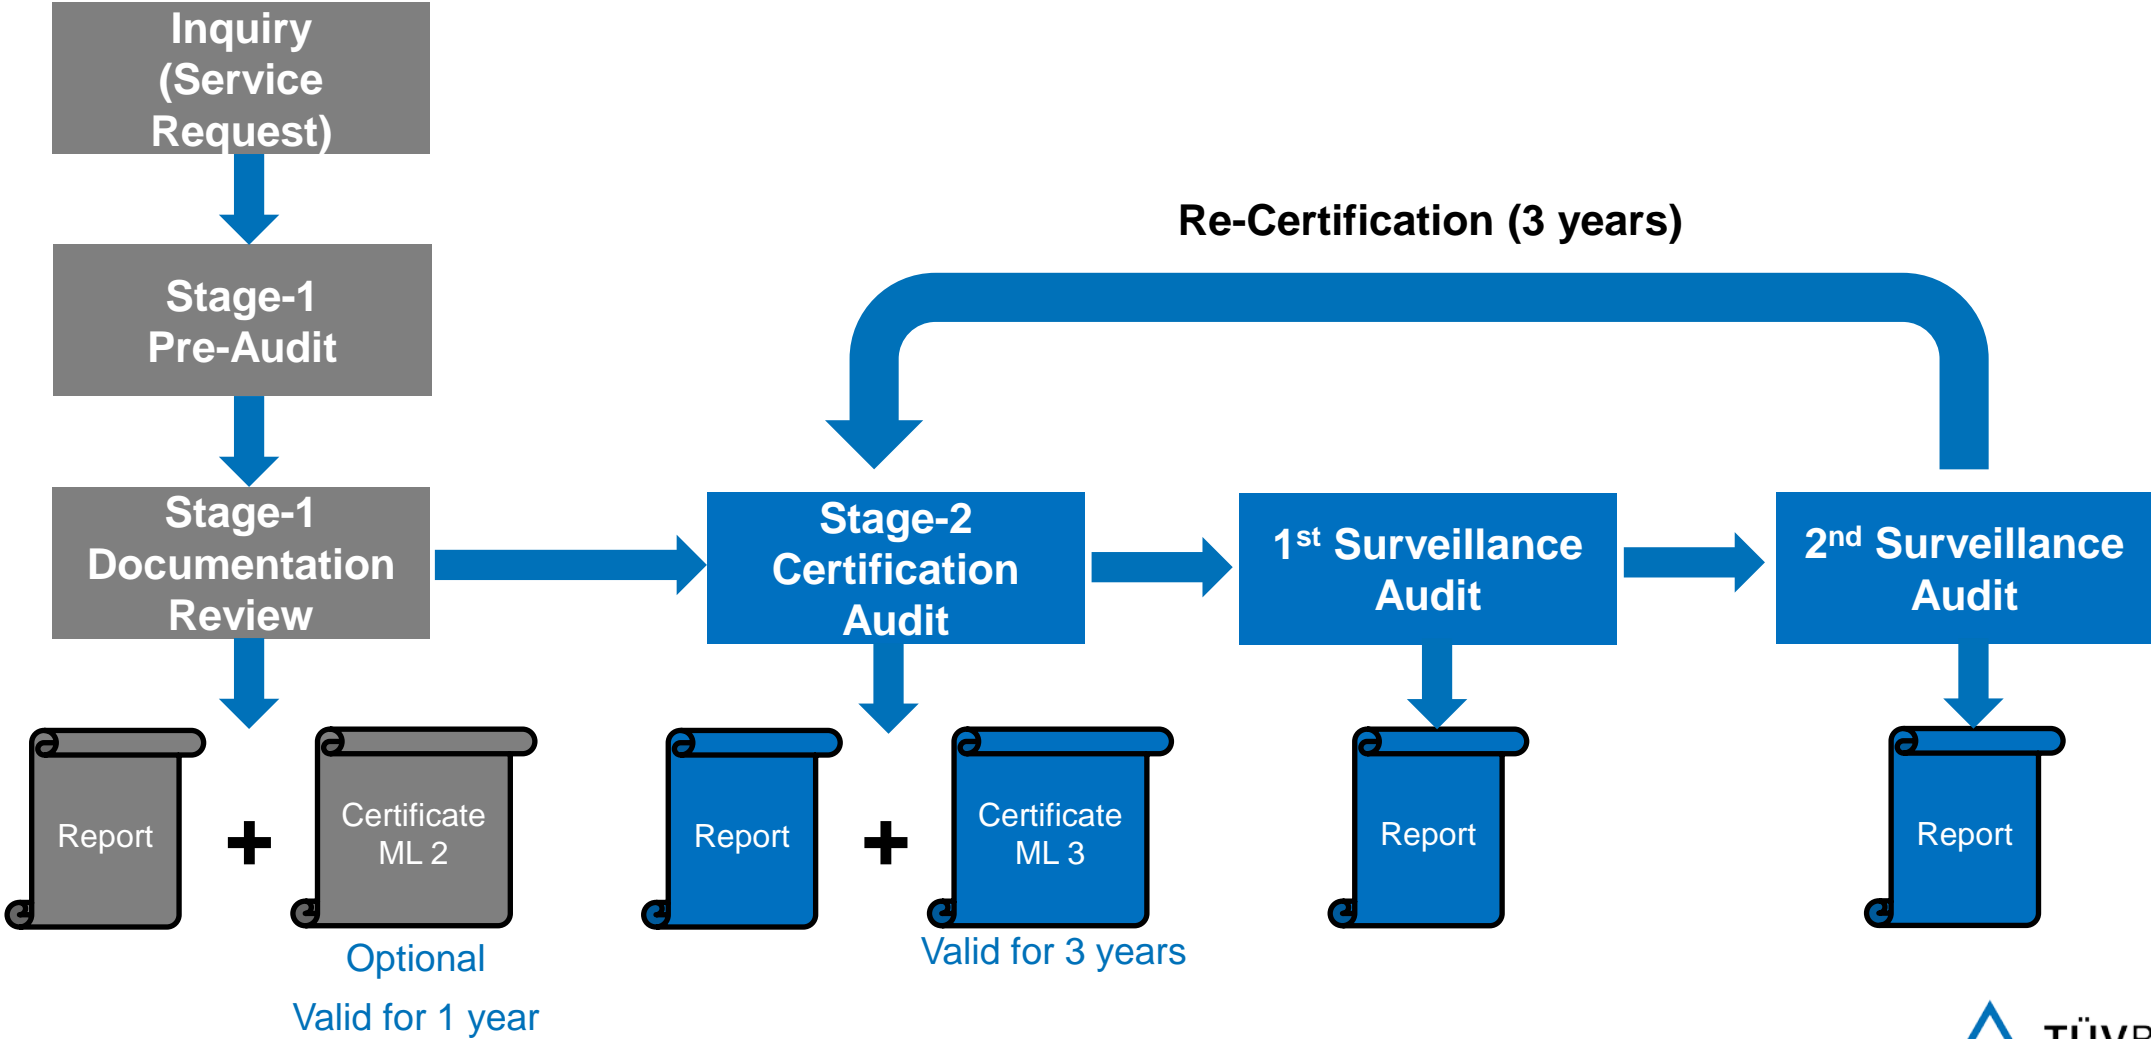 Inquiry
(Service
Request)
Re-Certification (3 years)
Stage-1
Pre-Audit
Stage-1
Documentation
Review
Stage-2
Certification
Audit
1st Surveillance
Audit
2nd Surveillance
Audit
Report
+
Certificate
ML 2
Report
+
Certificate
ML 3
Report
Report
Optional
Valid for 1 year
Valid for 3 years